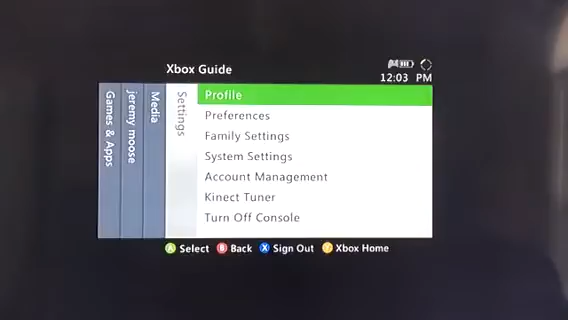 Xbox Guide
12:03 PM
Games & Apps
jeremy moose
Media
Settings
Profile
Preferences
Family Settings
System Settings
Account Management
Kinect Tuner
Turn Off Console
A Select B Back X Sign Out Y Xbox Home